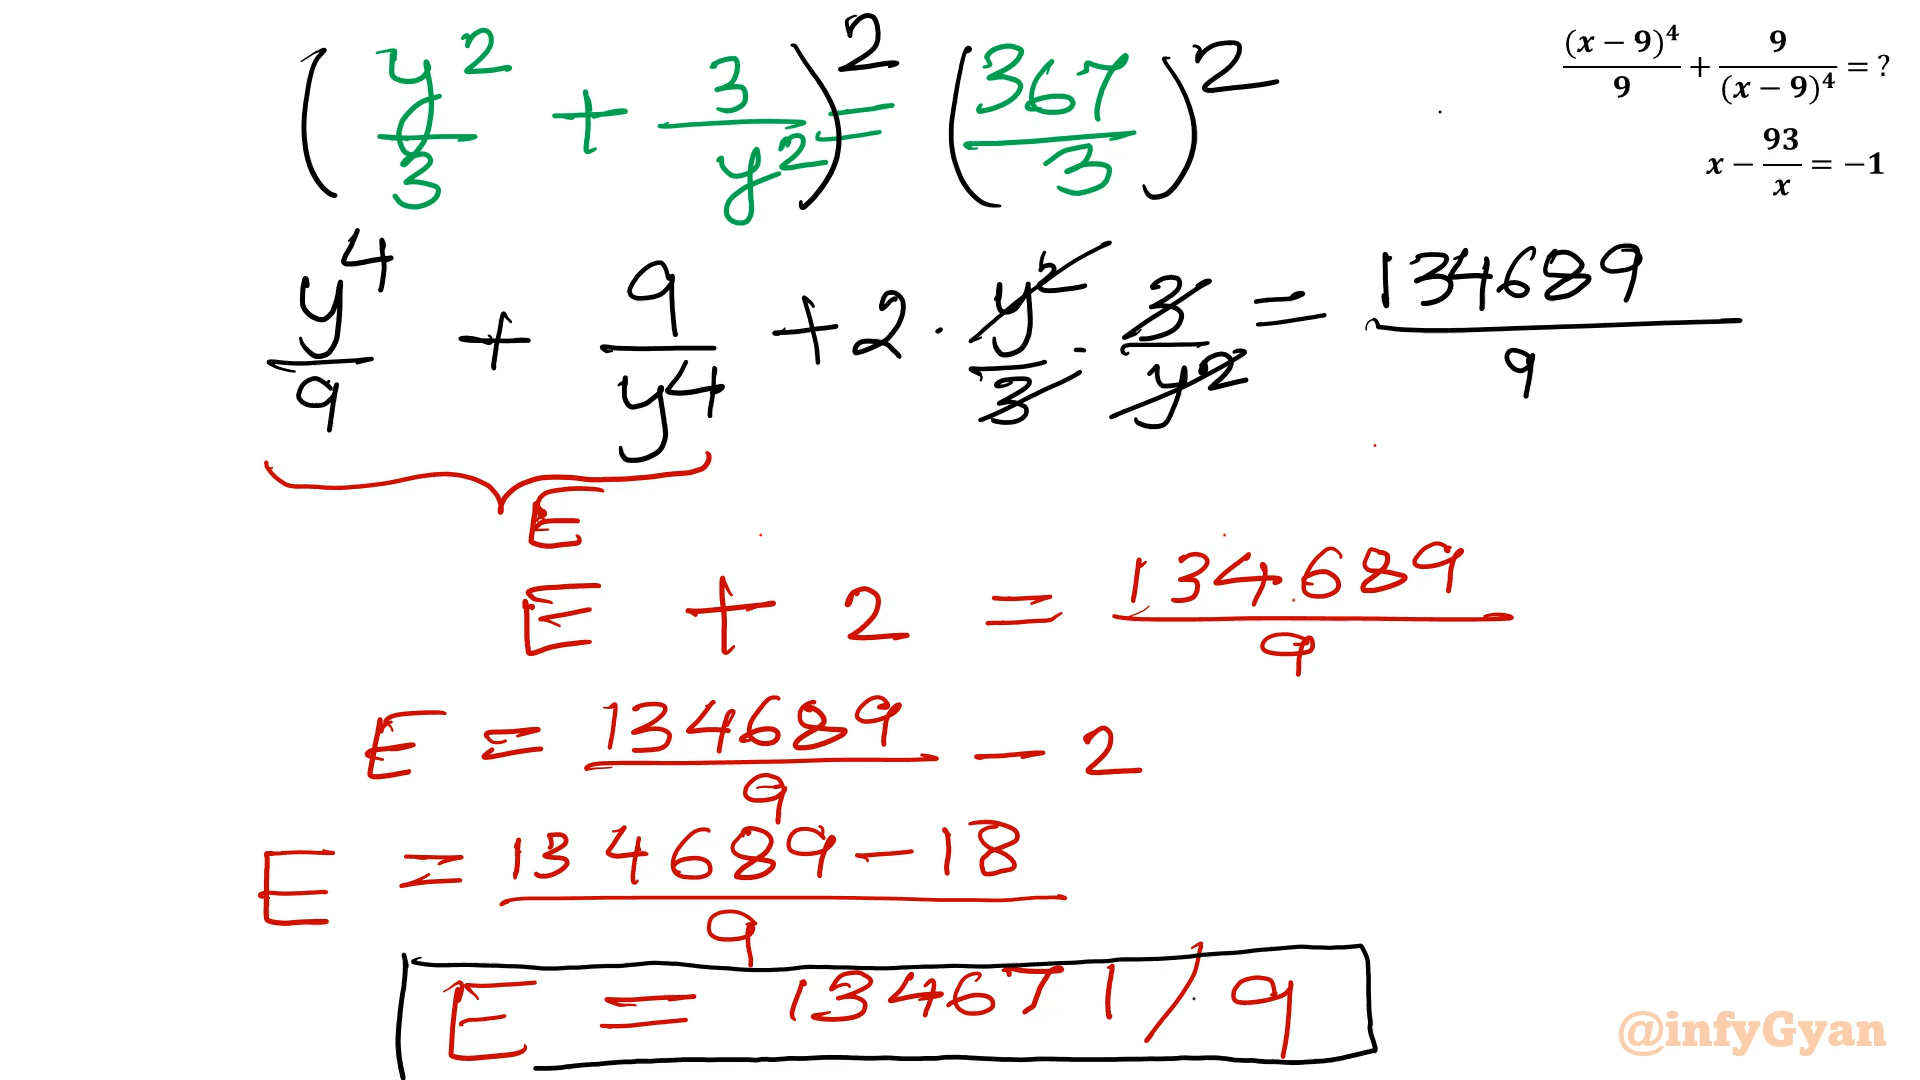 (y²/3 + 3/y²)² = (367/3)²
(x − 9)⁴/9 + 9/(x − 9)⁴ = ?
x − 93/x = −1
y⁴/9 + 9/y⁴ + 2 · y²/3 · 3/y² = 134689/9
E
E + 2 = 134689/9
E = 134689/9 − 2
E = 134689 − 18/9
E = 134671/9
@infyGyan